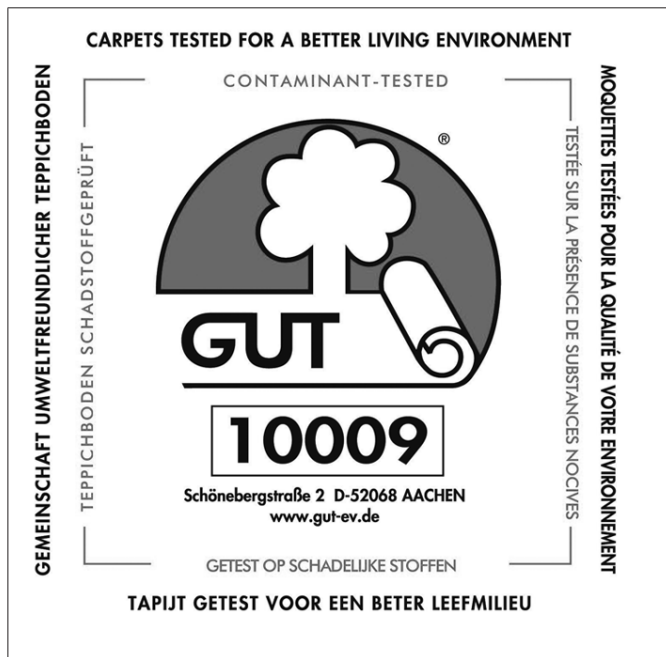 CARPETS TESTED FOR A BETTER LIVING ENVIRONMENT
CONTAMINANT-TESTED
GEMEINSCHAFT UMWELTFREUNDLICHER TEPPICHBODEN
TEPPICHBODEN SCHADSTOFFGEPRÜFT
®
GUT
10009
Schönebergstraße 2 D-52068 AACHEN
www.gut-ev.de
TESTÉE SUR LA PRÉSENCE DE SUBSTANCES NOCIVES
MOQUETTES TESTÉES POUR LA QUALITÉ DE VOTRE ENVIRONNEMENT
GETEST OP SCHADELIJKE STOFFEN
TAPIJT GETEST VOOR EEN BETER LEEFMILIEU